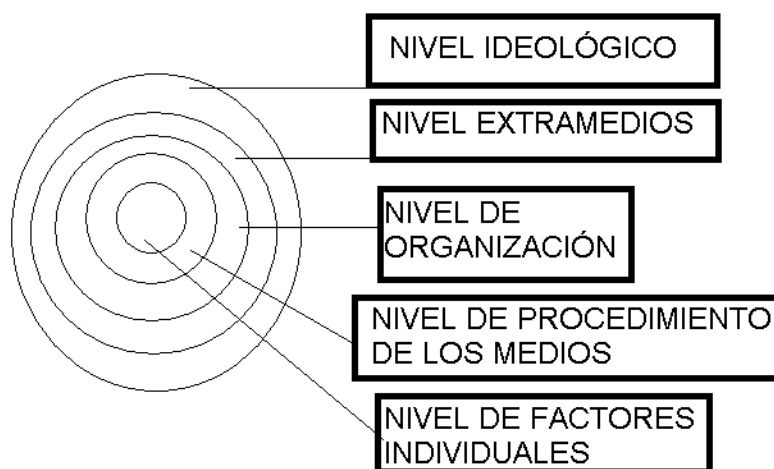 NIVEL IDEOLÓGICO
NIVEL EXTRAMEDIOS
NIVEL DE
ORGANIZACIÓN
NIVEL DE PROCEDIMIENTO
DE LOS MEDIOS
NIVEL DE FACTORES
INDIVIDUALES